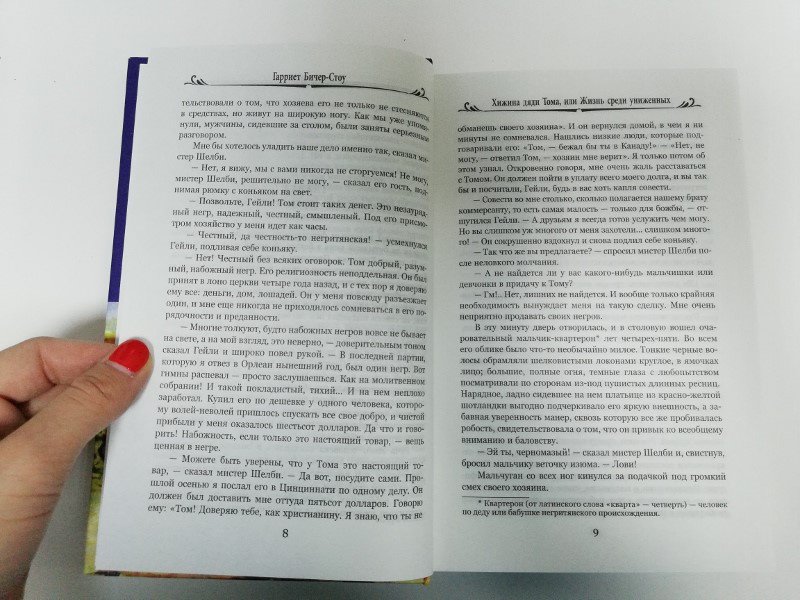 Гарриет Бичер-Стоу
тельствовали о том, что хозяева его не только не стесняются
в средствах, но живут на широкую ногу. Как мы уже упомя-
нули, мужчины, сидевшие за столом, были заняты серьезным
разговором.
Мне бы хотелось уладить наше дело именно так, сказал ми-
стер Шелби.
— Нет, я вижу, мы с вами никогда не сторгуемся! Не могу,
мистер Шелби, решительно не могу, — сказал его гость, под-
нимая рюмку с коньяком на свет.
— Позвольте, Гейли! Том стоит таких денег. Это незауряд-
ный негр, надежный, честный, смышленый. Под его присмо-
тром хозяйство у меня идет как часы.
— Честный, да честность-то негритянская! — усмехнулся
Гейли, подливая себе коньяку.
— Нет! Честный без всяких оговорок. Том добрый, разум-
ный, набожный негр. Его религиозность неподдельная. Он был
принят в лоно церкви четыре года назад, и с тех пор я доверяю
ему все: деньги, дом, лошадей. Он у меня повсюду разъезжает
один, и мне еще никогда не приходилось сомневаться в его по-
рядочности и преданности.
— Многие толкуют, будто набожных негров вовсе не бывает
на свете, а на мой взгляд, это неверно, — доверительным тоном
сказал Гейли и широко повел рукой. — В последней партии,
которую я отвез в Орлеан нынешний год, был один негр. Вот
гимны распевал — просто заслушаешься. Как на молитвенном
собрании! И такой покладистый, тихий... И на нем неплохо
заработал. Купил его по дешевке у одного человека, которо-
му волей-неволей пришлось спускать все свое добро, и чистой
прибыли у меня оказалось шестьсот долларов. Да что и гово-
рить! Набожность, если только это настоящий товар, — вещь
ценная в негре.
— Можете быть уверены, что у Тома это настоящий то-
вар, — сказал мистер Шелби. — Да вот, посудите сами. Про-
шлой осенью я послал его в Цинциннати по одному делу. Он
должен был доставить мне оттуда пятьсот долларов. Говорю
ему: «Том! Доверяю тебе, как христианину. Я знаю, что ты не
8
Хижина дяди Тома, или Жизнь среди униженных
обманешь своего хозяина». И он вернулся домой, в чем я ни
минуты не сомневался. Нашлись низкие люди, которые под-
говаривали его: «Том, — бежал бы ты в Канаду!» — «Нет, не
могу, — ответил Том, — хозяин мне верит». Я только потом об
этом узнал. Откровенно говоря, мне очень жаль расставаться
с Томом. Он должен пойти в уплату всего моего долга, и вы так
бы и посчитали, Гейли, будь в вас хоть капля совести.
— Совести во мне столько, сколько полагается нашему брату
коммерсанту, то есть самая малость — только для божбы, — от-
шутился Гейли. — А друзьям я всегда готов услужить чем могу.
Но вы слишком уж многого от меня захотели... слишком мно-
гого! — Он сокрушенно вздохнул и снова подлил себе коньяку.
— Так что же вы предлагаете? — спросил мистер Шелби по-
сле неловкого молчания.
— А не найдется ли у вас какого-нибудь мальчишки или
девчонки в придачу к Тому?
— Гм!.. Нет, лишних не найдется. И вообще только крайняя
необходимость вынуждает меня на такую сделку. Мне очень
неприятно продавать своих негров.
В эту минуту дверь отворилась, и в столовую вошел оча-
ровательный мальчик-квартерон* лет четырех-пяти. Во всем
его облике было что-то необычайно милое. Тонкие черные во-
лосы обрамляли шелковистыми локонами круглое, в ямочках
лицо; большие, полные огня, темные глаза с любопытством
посматривали по сторонам из-под пушистых длинных ресниц.
Нарядное, ладно сидевшее на нем платьице из красно-желтой
шотландки выгодно подчеркивало его яркую внешность, а за-
бавная уверенность манер, сквозь которую все же пробивалась
робость, свидетельствовала о том, что он привык ко всеобщему
вниманию и баловству.
— Эй ты, черномазый! — сказал мистер Шелби и, свистнув,
бросил мальчику веточку изюма. — Лови!
Мальчуган со всех ног кинулся за подачкой под громкий
смех своего хозяина.
* Квартерон (от латинского слова «кварта» — четверть) — человек
по деду или бабушке негритянского происхождения.
9